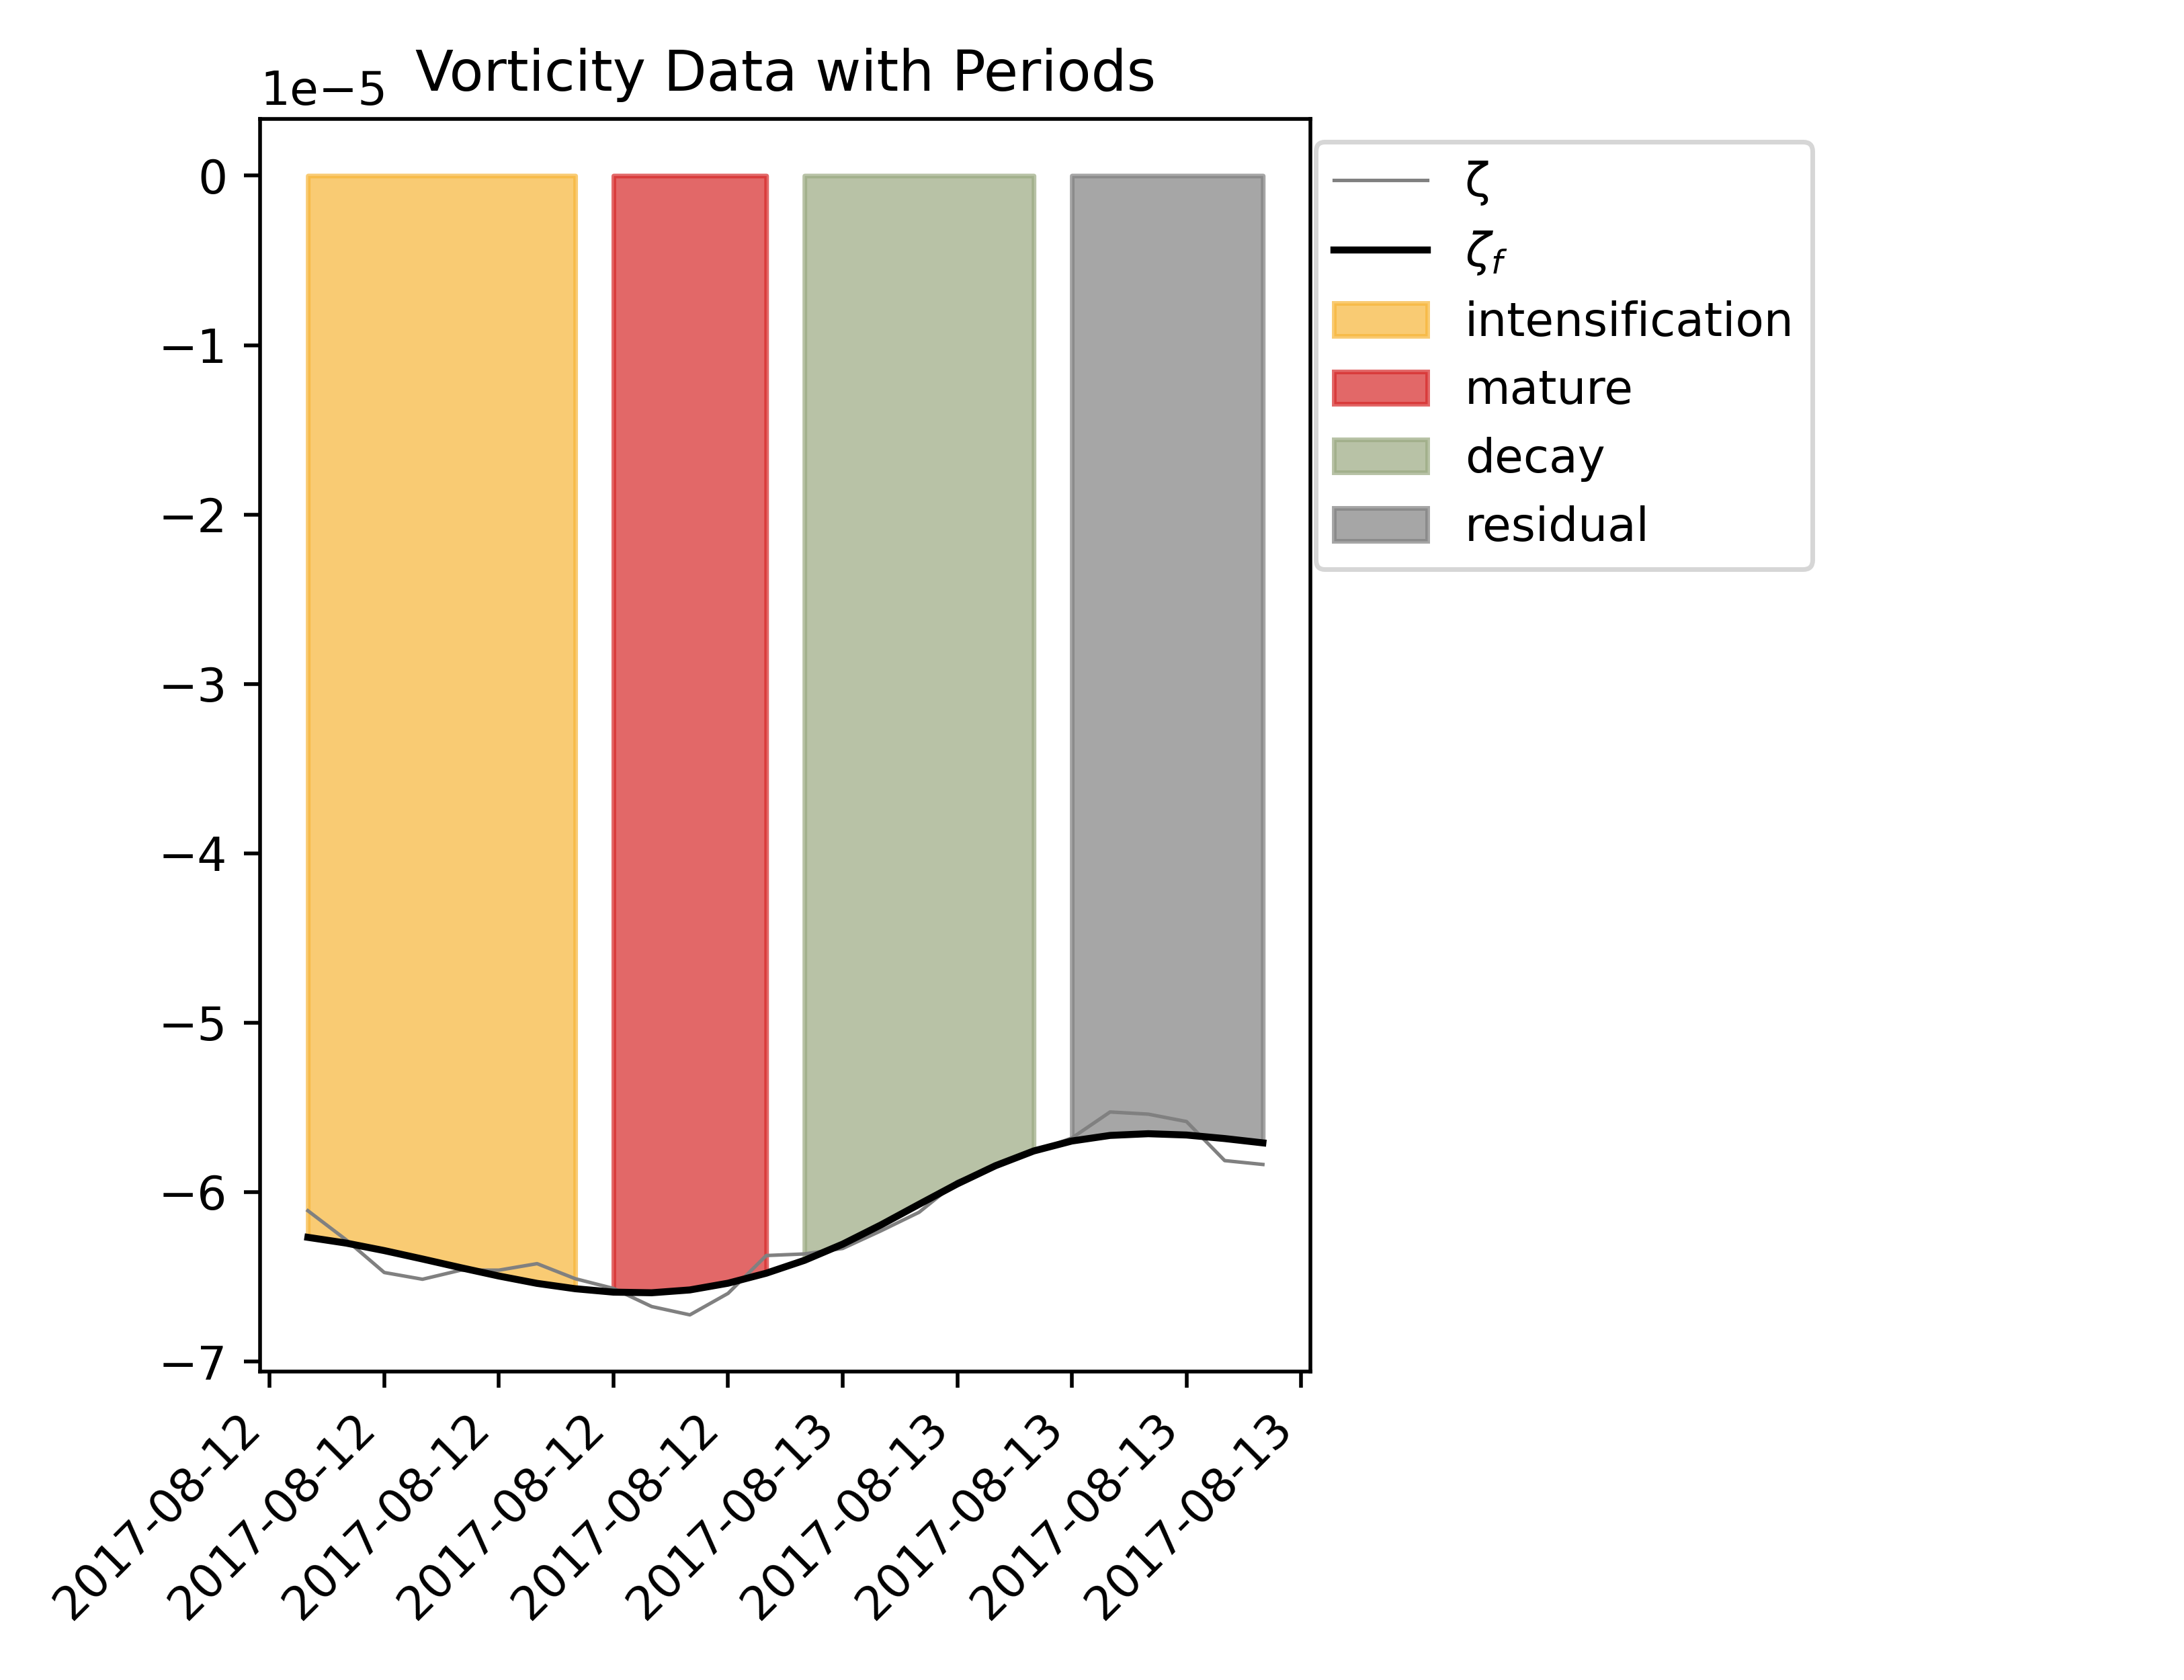 Vorticity Data with Periods
1e−5
0
−1
−2
−3
−4
−5
−6
−7
2017-08-12
2017-08-12
2017-08-12
2017-08-12
2017-08-12
2017-08-13
2017-08-13
2017-08-13
2017-08-13
2017-08-13
ζ
ζf
intensification
mature
decay
residual